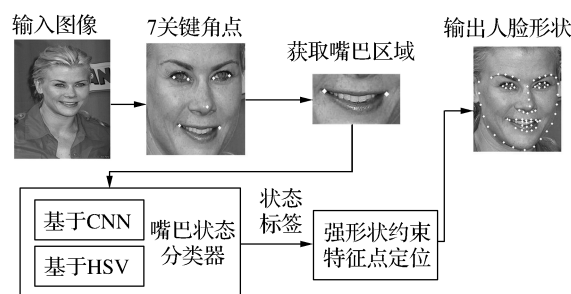 输入图像
7关键角点
获取嘴巴区域
输出人脸形状
基于CNN
基于HSV
嘴巴状态
分类器
状态
标签
强形状约束
特征点定位